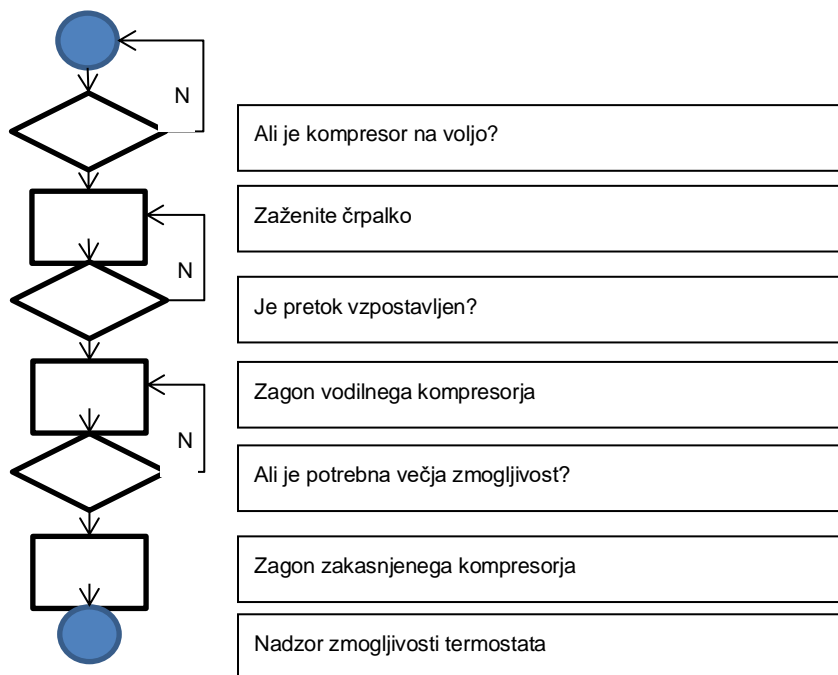 N
Ali je kompresor na voljo?
Zaženite črpalko
N
Je pretok vzpostavljen?
Zagon vodilnega kompresorja
N
Ali je potrebna večja zmogljivost?
Zagon zakasnjenega kompresorja
Nadzor zmogljivosti termostata